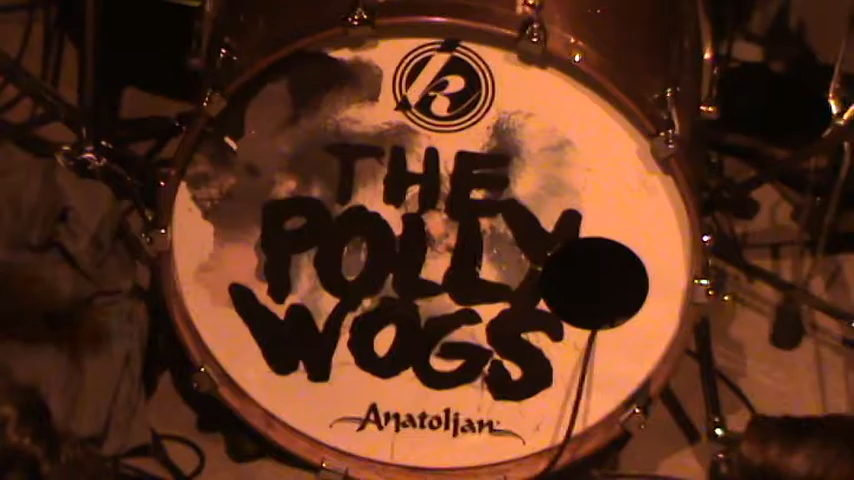 k
THE
POLLY
WOGS
Anatolian